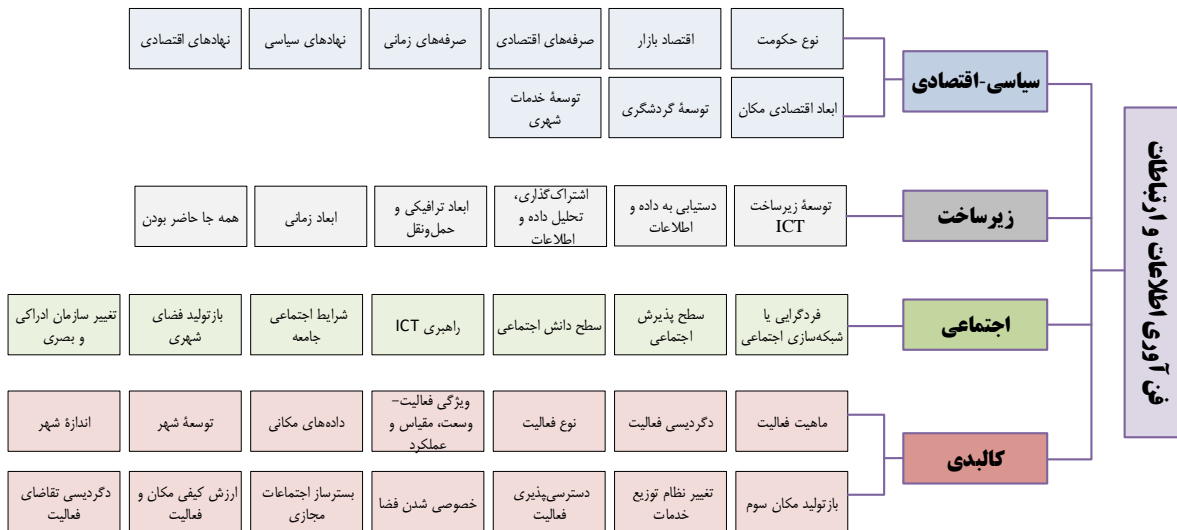 فن آوری اطلاعات و ارتباطات
سیاسی-اقتصادی
نوع حکومت
اقتصاد بازار
صرفه‌های اقتصادی
صرفه‌های زمانی
نهادهای سیاسی
نهادهای اقتصادی
ابعاد اقتصادی مکان
توسعۀ گردشگری
توسعۀ خدمات
شهری
زیرساخت
توسعۀ زیرساخت
ICT
دستیابی به داده و
اطلاعات
اشتراک‌گذاری،
تحلیل داده و
اطلاعات
ابعاد ترافیکی و
حمل‌ونقل
ابعاد زمانی
همه جا حاضر بودن
اجتماعی
فردگرایی یا
شبکه‌سازی اجتماعی
سطح پذیرش
اجتماعی
سطح دانش اجتماعی
راهبری ICT
شرایط اجتماعی
جامعه
بازتولید فضای
شهری
تغییر سازمان ادراکی
و بصری
کالبدی
ماهیت فعالیت
دگردیسی فعالیت
نوع فعالیت
ویژگی فعالیت–
وسعت، مقیاس و
عملکرد
داده‌های مکانی
توسعۀ شهر
اندازۀ شهر
بازتولید مکان سوم
تغییر نظام توزیع
خدمات
دسترسی‌پذیری
فعالیت
خصوصی شدن فضا
بسترساز اجتماعات
مجازی
ارزش کیفی مکان و
فعالیت
دگردیسی تقاضای
فعالیت